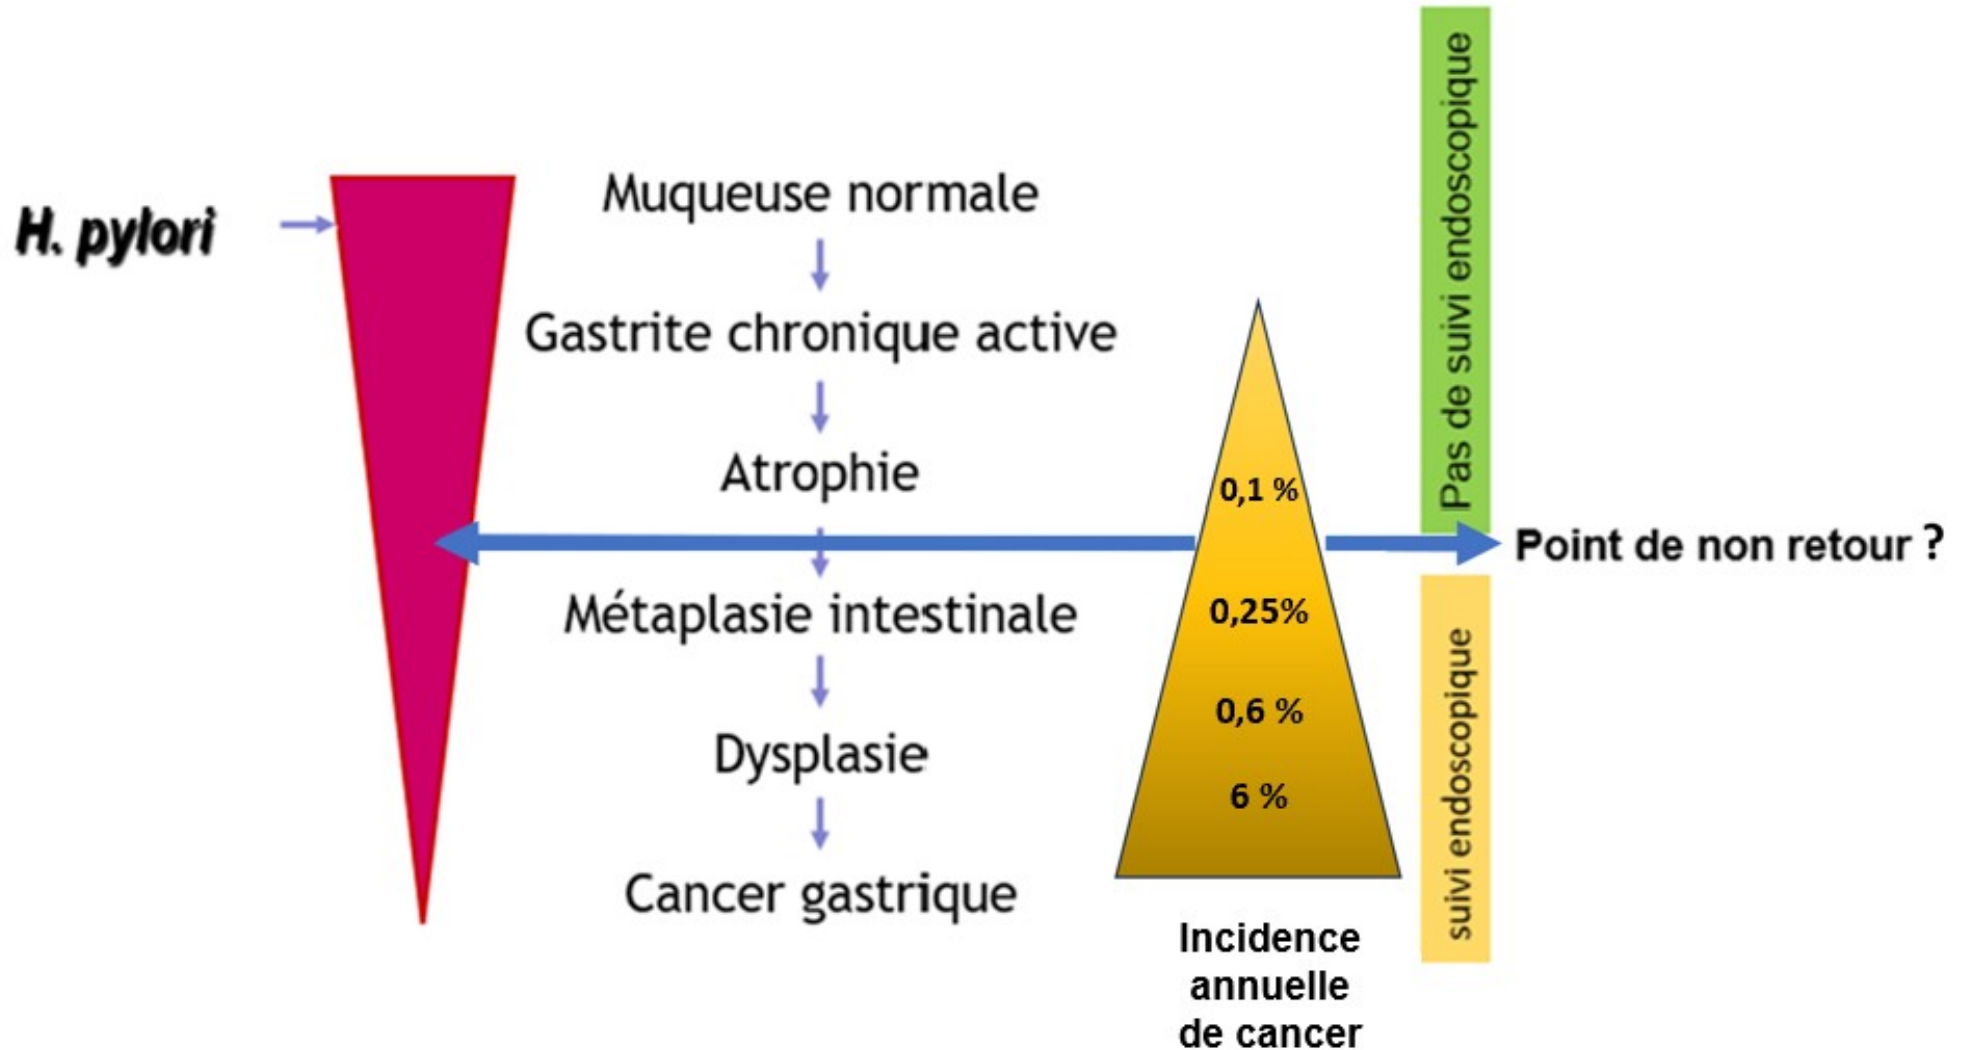 H. pylori
Muqueuse normale
Gastrite chronique active
Atrophie
Métaplasie intestinale
Dysplasie
Cancer gastrique
0,1 %
0,25%
0,6 %
6 %
Incidence
annuelle
de cancer
Pas de suivi endoscopique
suivi endoscopique
Point de non retour ?